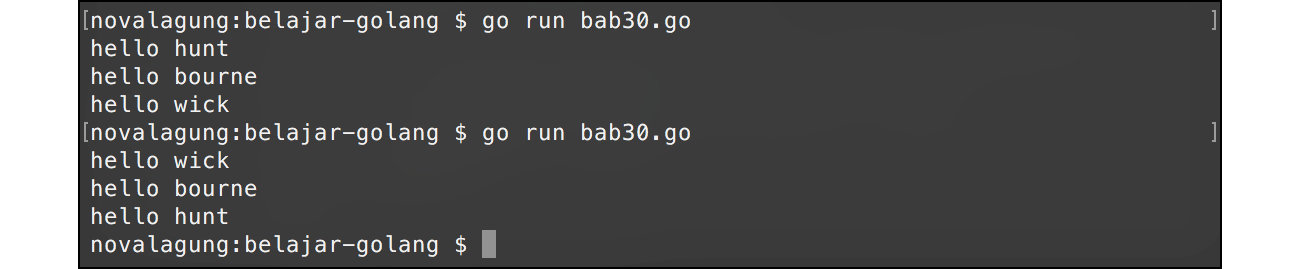 [novalagung:belajar-golang $ go run bab30.go ]
hello hunt
hello bourne
hello wick
[novalagung:belajar-golang $ go run bab30.go ]
hello wick
hello bourne
hello hunt
novalagung:belajar-golang $